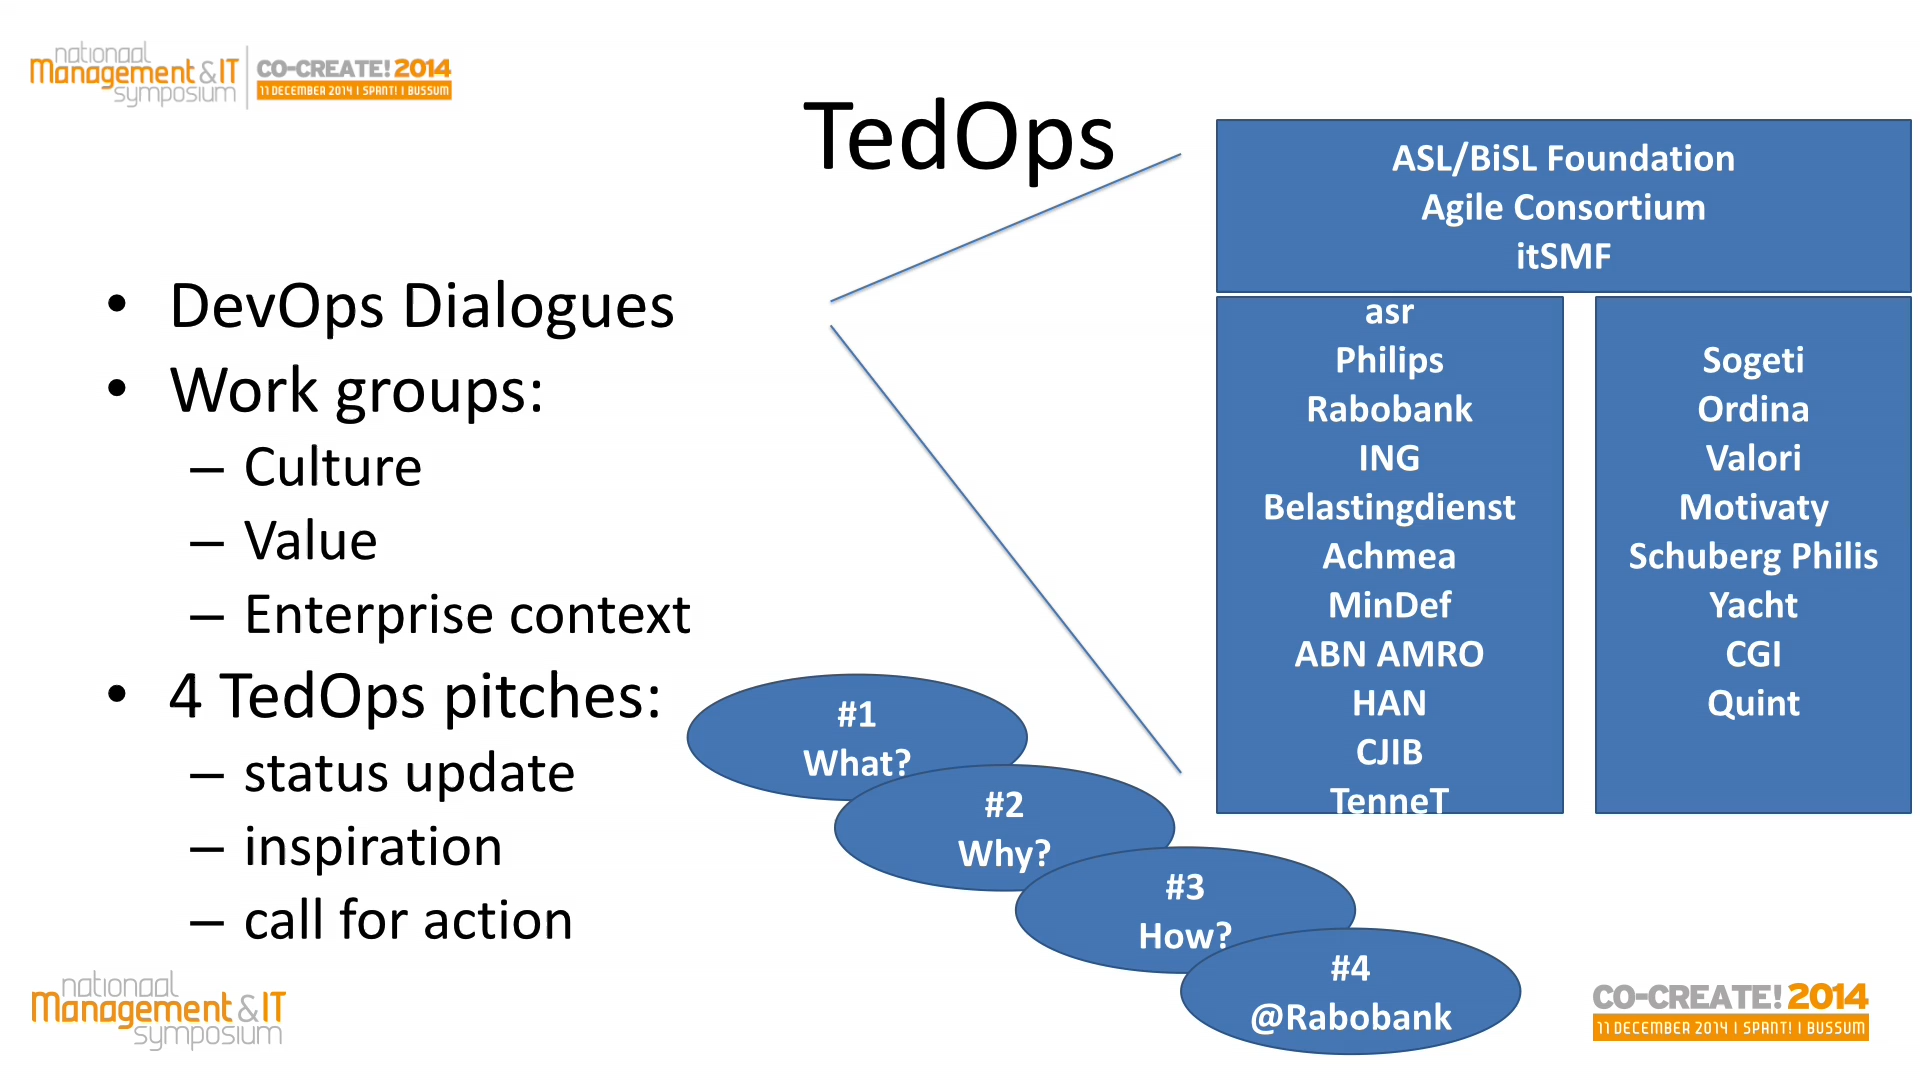 nationaal
Management & IT
symposium
CO-CREATE! 2014
11 DECEMBER 2014 | SPANT! | BUSSUM
TedOps
• DevOps Dialogues
• Work groups:
– Culture
– Value
– Enterprise context
• 4 TedOps pitches:
– status update
– inspiration
– call for action
ASL/BiSL Foundation
Agile Consortium
itSMF
asr
Philips
Rabobank
ING
Belastingdienst
Achmea
MinDef
ABN AMRO
HAN
CJIB
TenneT
Sogeti
Ordina
Valori
Motivaty
Schuberg Philis
Yacht
CGI
Quint
#1
What?
#2
Why?
#3
How?
#4
@Rabobank
nationaal
Management & IT
symposium
CO-CREATE! 2014
11 DECEMBER 2014 | SPANT! | BUSSUM